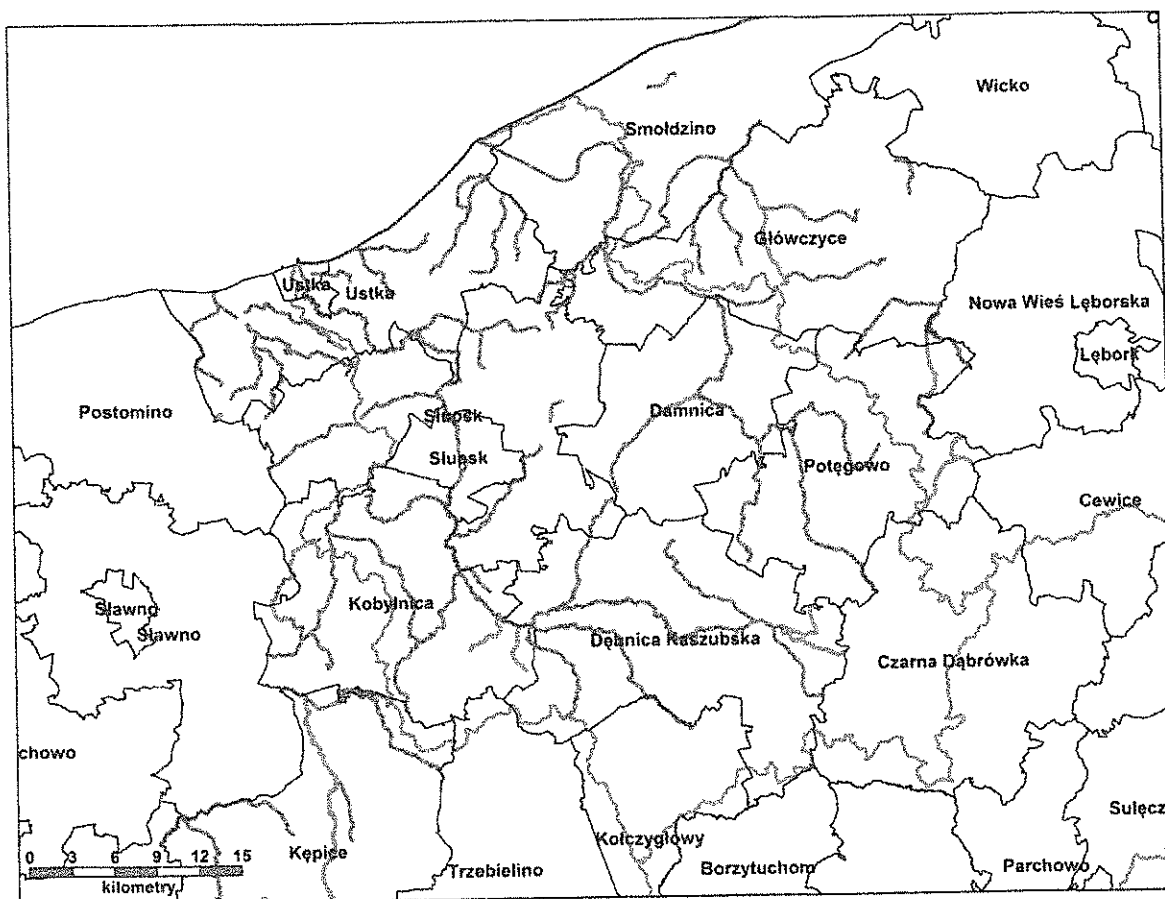 Wicko
Smołdzino
Główczyce
Ustka
Ustka
Nowa Wieś Lęborska
Lębork
Postomino
Słupsk
Damnica
Słupsk
Potęgowo
Cewice
Sławno
Sławno
Kobylnica
Dębnica Kaszubska
Czarna Dąbrówka
chowo
Sulęcz
Kołczygłowy
Kępice
Trzebielino
Borzytuchom
Parchowo
0 3 6 9 12 15
kilometry